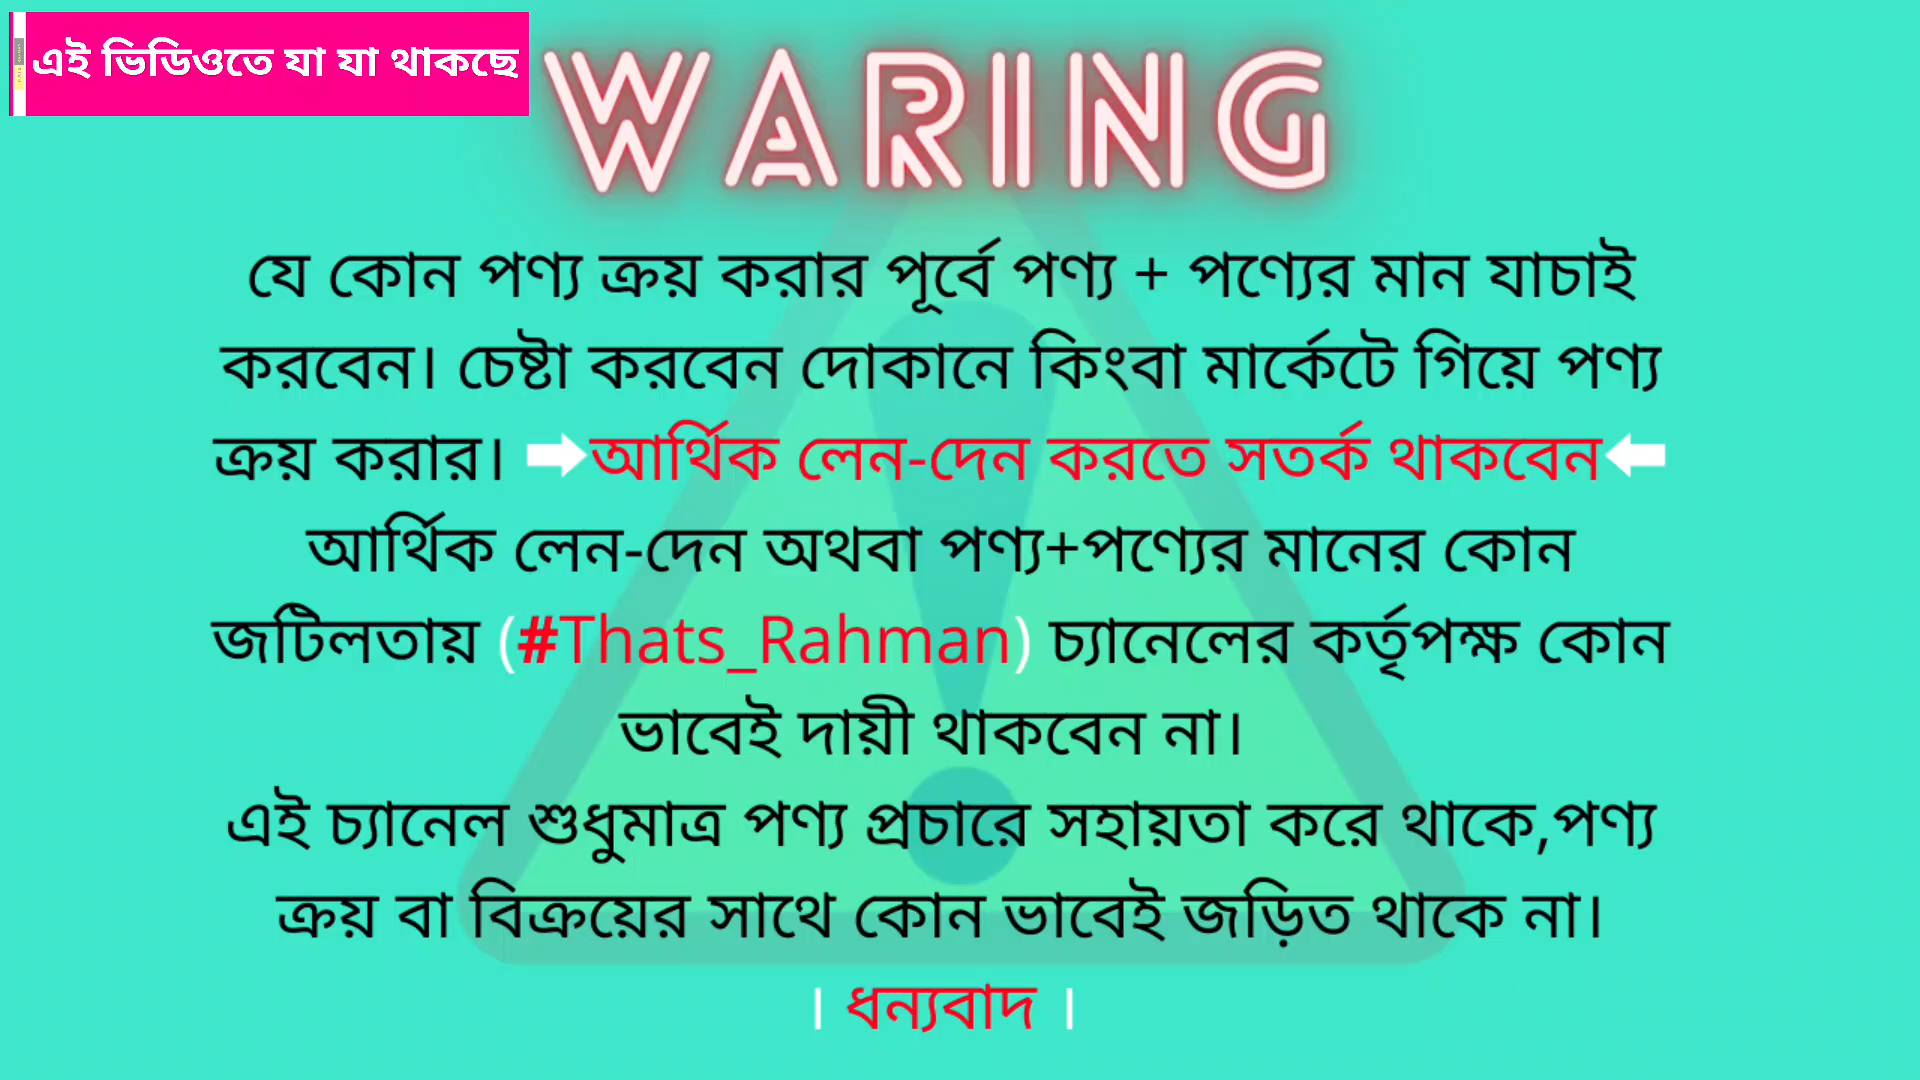 এই ভিডিওতে যা যা থাকছে
WARING
যে কোন পণ্য ক্রয় করার পূর্বে পণ্য + পণ্যের মান যাচাই
করবেন। চেষ্টা করবেন দোকানে কিংবা মার্কেটে গিয়ে পণ্য
ক্রয় করার। ➡আর্থিক লেন-দেন করতে সতর্ক থাকবেন⬅
আর্থিক লেন-দেন অথবা পণ্য+পণ্যের মানের কোন
জটিলতায় (#Thats_Rahman) চ্যানেলের কর্তৃপক্ষ কোন
ভাবেই দায়ী থাকবেন না।
এই চ্যানেল শুধুমাত্র পণ্য প্রচারে সহায়তা করে থাকে,পণ্য
ক্রয় বা বিক্রয়ের সাথে কোন ভাবেই জড়িত থাকে না।
। ধন্যবাদ ।